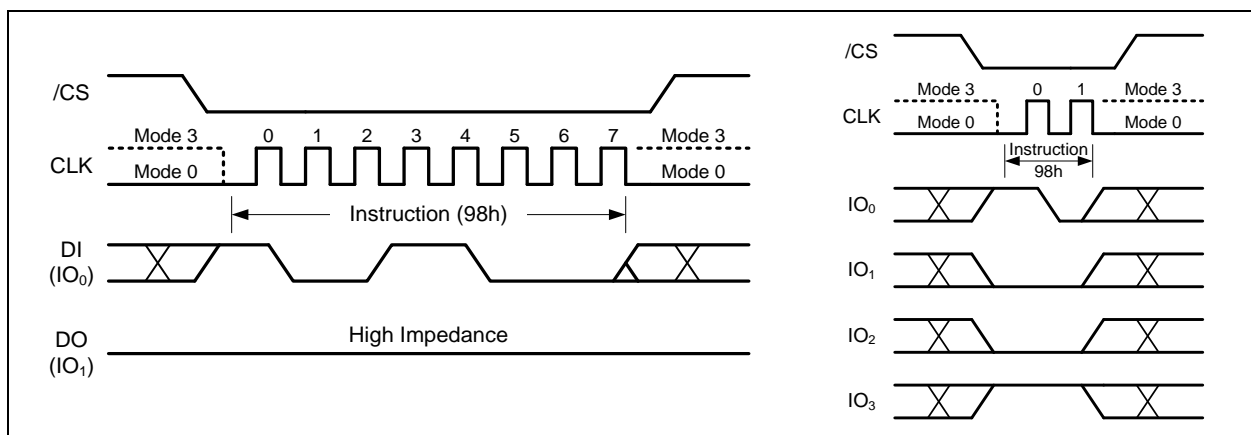 /CS
Mode 3 0 1 2 3 4 5 6 7 Mode 3
CLK
Mode 0 Mode 0
Instruction (98h)
DI
(IO0)
High Impedance
DO
(IO1)
/CS
Mode 3 0 1 Mode 3
CLK
Mode 0 Mode 0
Instruction
98h
IO0
IO1
IO2
IO3